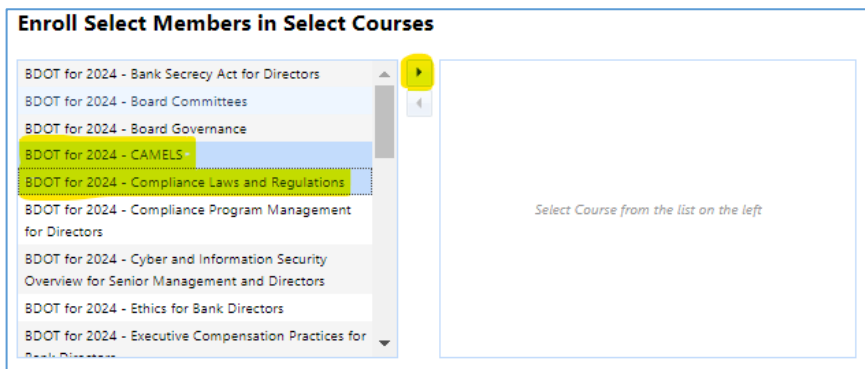 Enroll Select Members in Select Courses
BDOT for 2024 - Bank Secrecy Act for Directors
BDOT for 2024 - Board Committees
BDOT for 2024 - Board Governance
BDOT for 2024 - CAMELS
BDOT for 2024 - Compliance Laws and Regulations
BDOT for 2024 - Compliance Program Management
for Directors
BDOT for 2024 - Cyber and Information Security
Overview for Senior Management and Directors
BDOT for 2024 - Ethics for Bank Directors
BDOT for 2024 - Executive Compensation Practices for
Bank Directors
Select Course from the list on the left